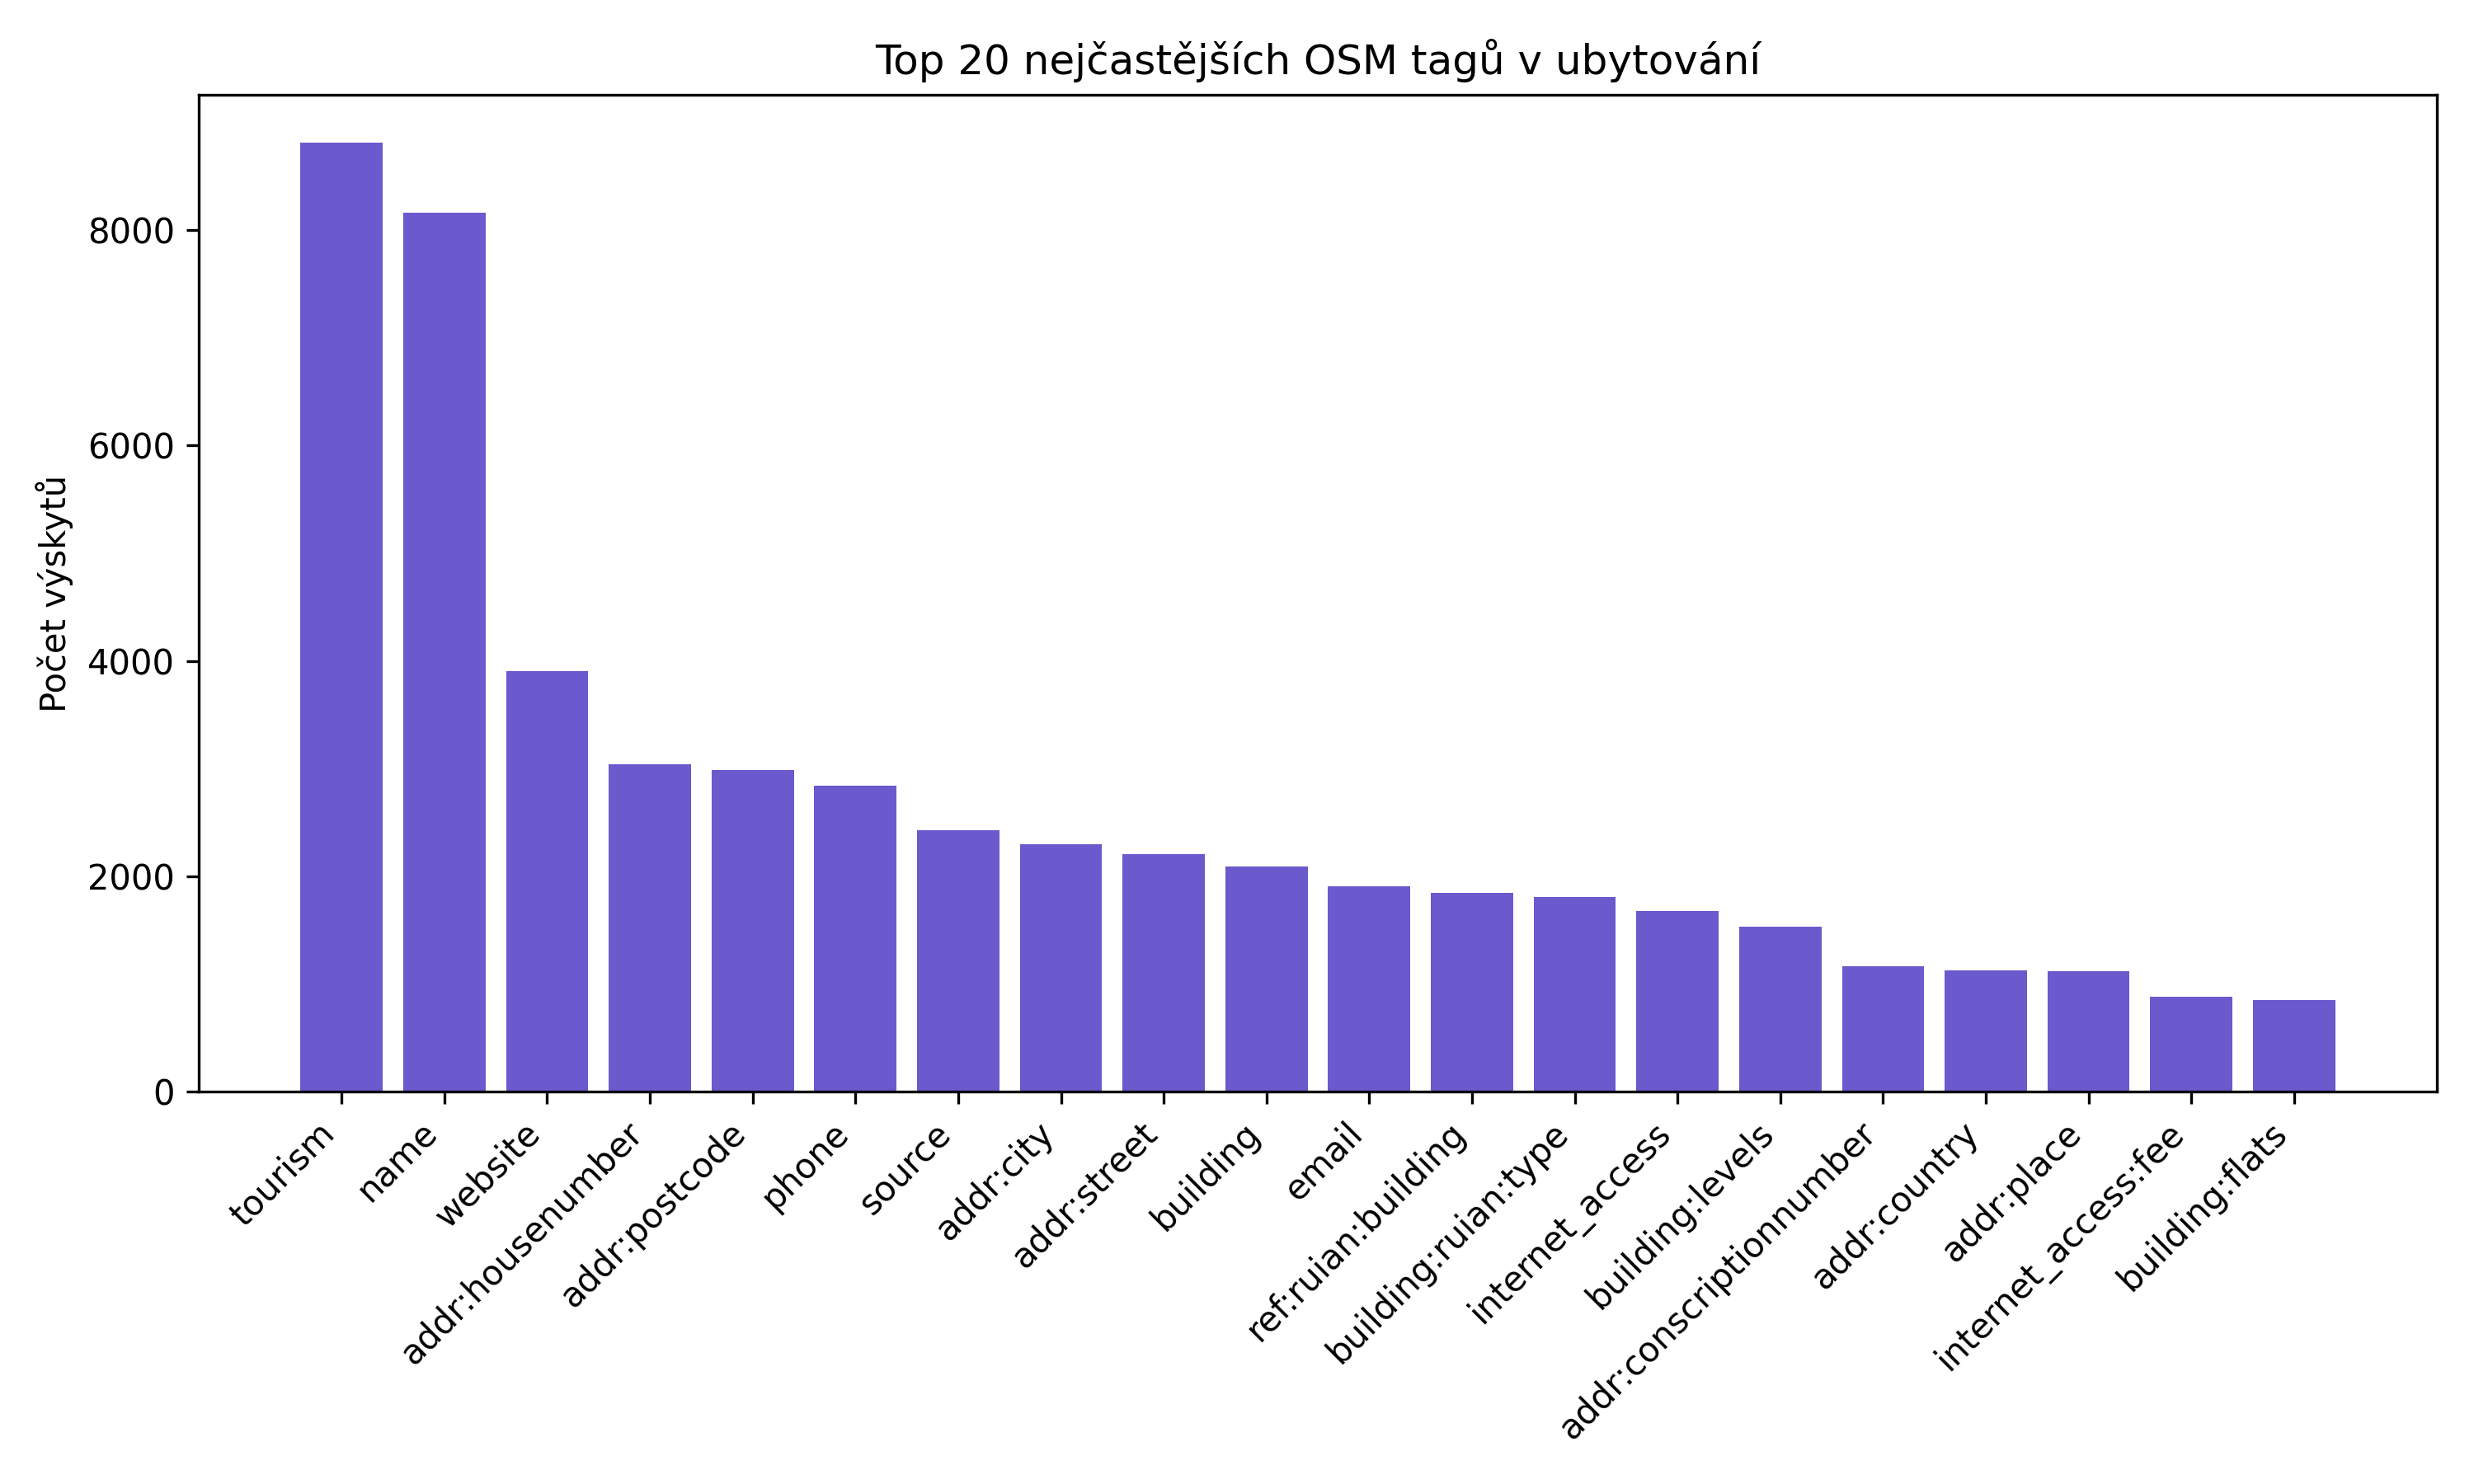 Top 20 nejčastějších OSM tagů v ubytování
Počet výskytů
8000
6000
4000
2000
0
tourism
name
website
addr:housenumber
addr:postcode
phone
source
addr:city
addr:street
building
email
ref:ruian:building
building:ruian:type
internet_access
building:levels
addr:conscriptionnumber
addr:country
addr:place
internet_access:fee
building:flats